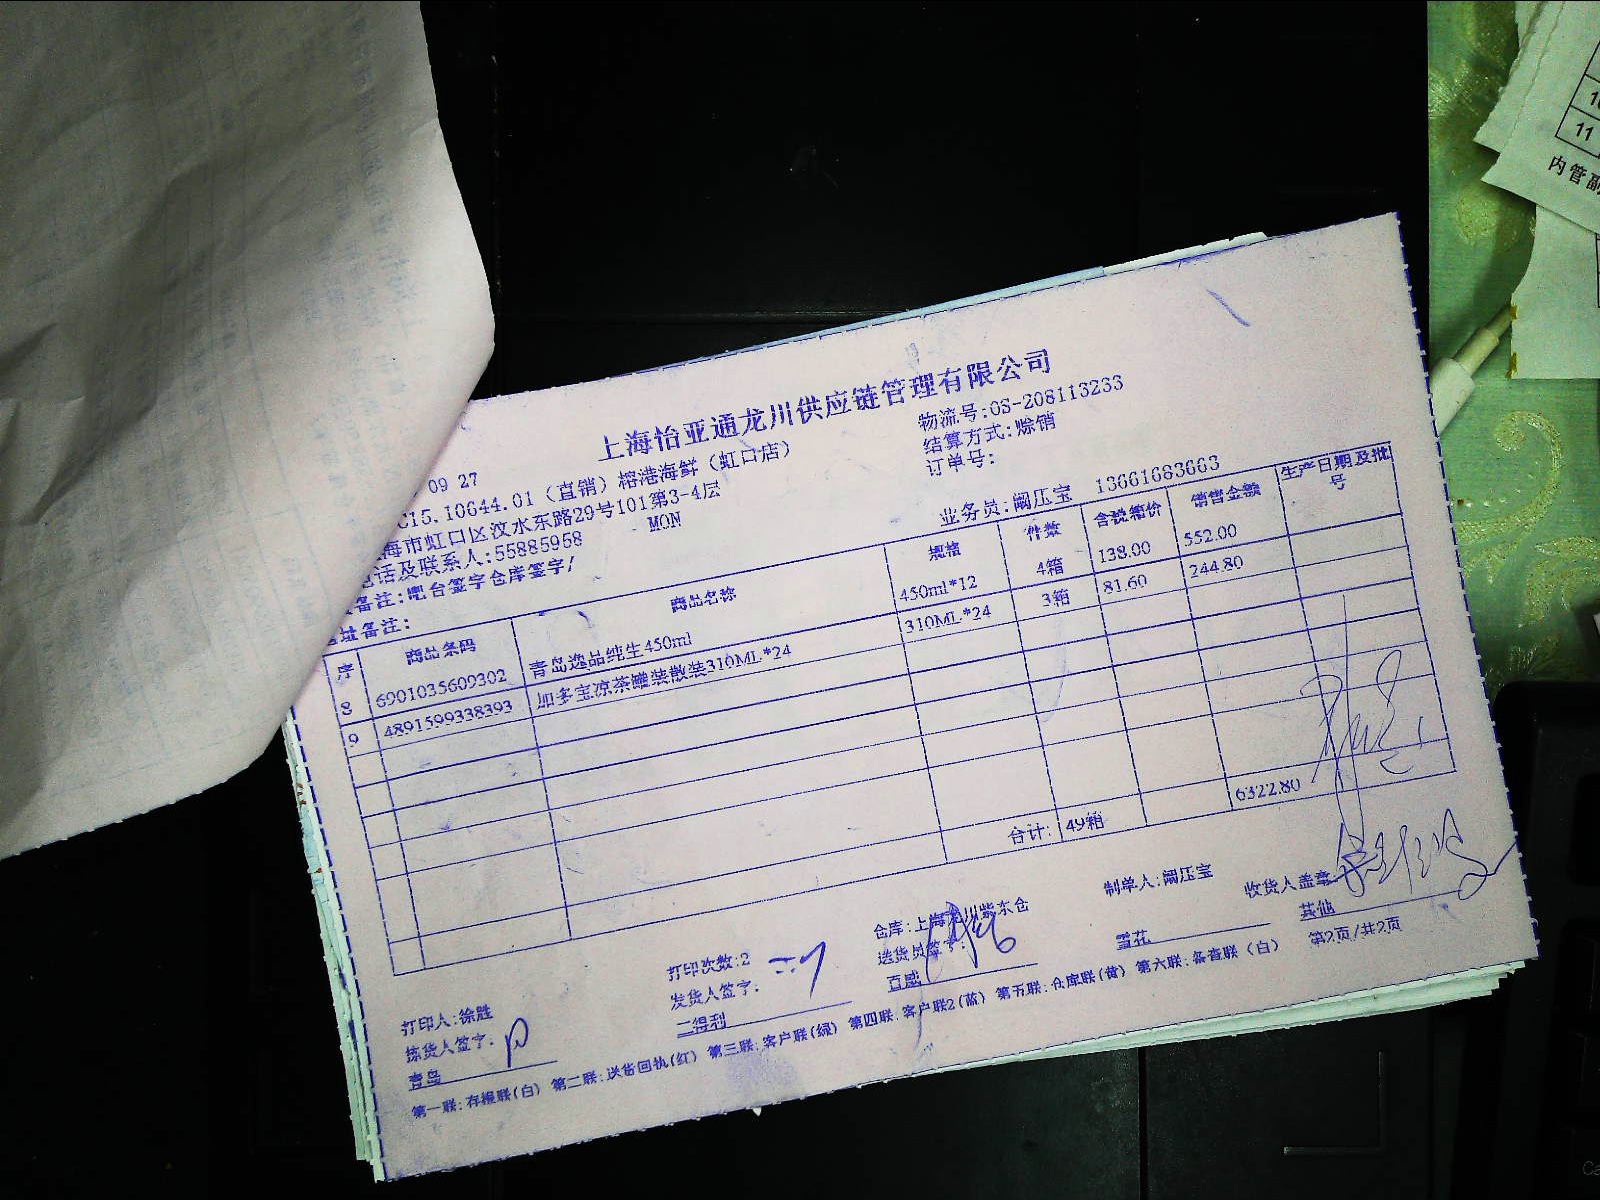 上海怡亚通龙川供应链管理有限公司
09 27
物流号:0S-208113233
C15.10644.01（直销）榕港海鲜（虹口店）
结算方式:赊销
海市虹口区汶水东路29号101第3-4层
订单号:
话及联系人:55885958 MON
业务员:阚压宝 13661683663
备注:吧台签字仓库签字/
址备注:
序 商品条码 商品名称 规格 件数 含税箱价 销售金额 生产日期及批号
8 6901035609302 青岛逸品纯生450ml 450ml*12 4箱 138.00 552.00
9 4891599338393 加多宝凉茶罐装散装310ML*24 310ML*24 3箱 81.60 244.80
合计: 49箱 6322.80
打印人:徐胜 打印次数:2 仓库:上海龙川紫东仓 制单人:阚压宝 收货人盖章:
拣货人签字: 发货人签字: 送货员签字:
青岛 三得利 百威 雪花 其他
第一联:存根联(白) 第二联:送货回执(红) 第三联:客户联(绿) 第四联:客户联2(蓝) 第五联:仓库联(黄) 第六联:备查联(白) 第2页/共2页
10
11
内管副